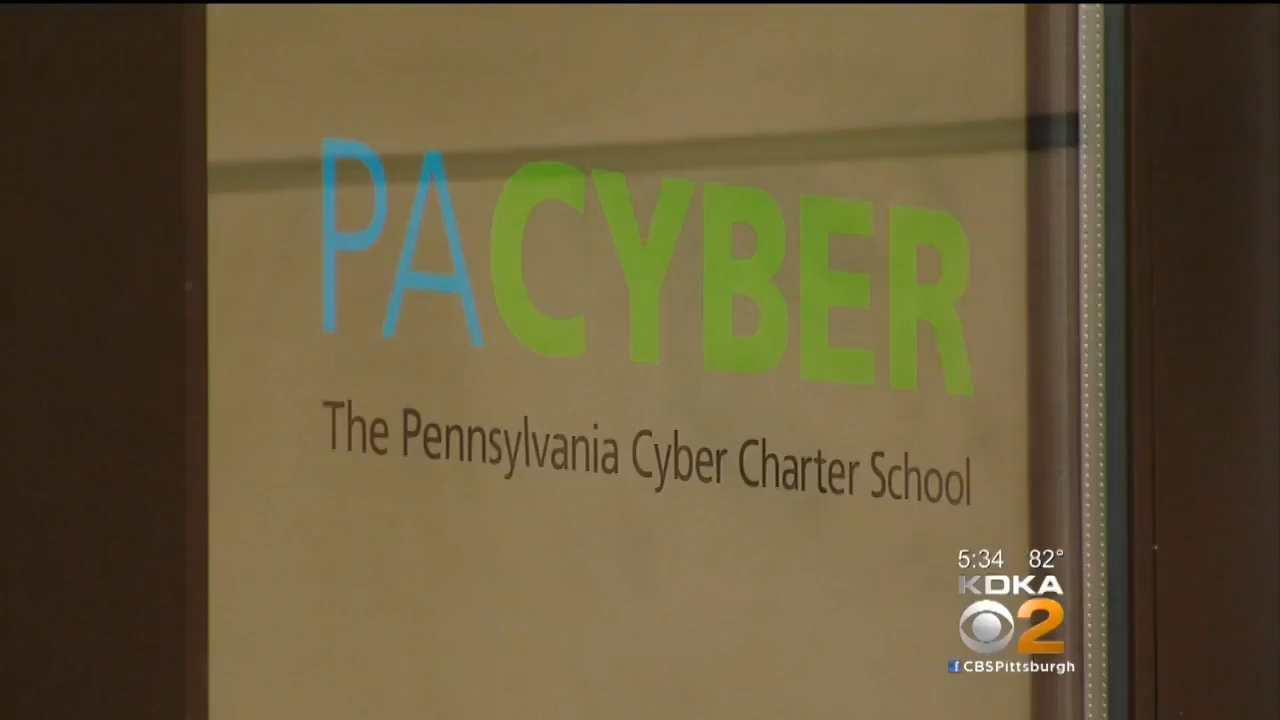 PACYBER
The Pennsylvania Cyber Charter School
5:34 82°
KDKA
2
f CBSPittsburgh